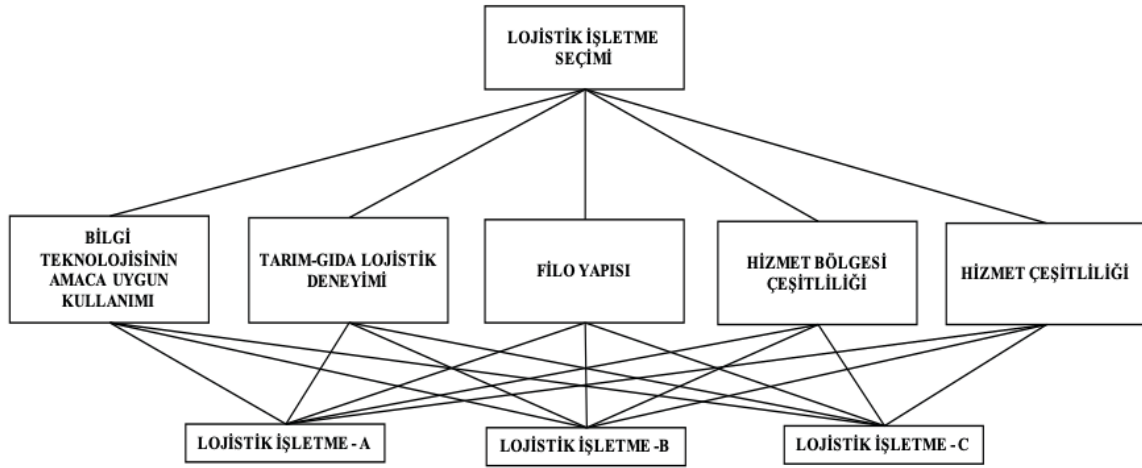 LOJİSTİK İŞLETME
SEÇİMİ
BİLGİ
TEKNOLOJİSİNİN
AMACA UYGUN
KULLANIMI
TARIM-GIDA LOJİSTİK
DENEYİMİ
FİLO YAPISI
HİZMET BÖLGESİ
ÇEŞİTLİLİĞİ
HİZMET ÇEŞİTLİLİĞİ
LOJİSTİK İŞLETME - A
LOJİSTİK İŞLETME -B
LOJİSTİK İŞLETME - C